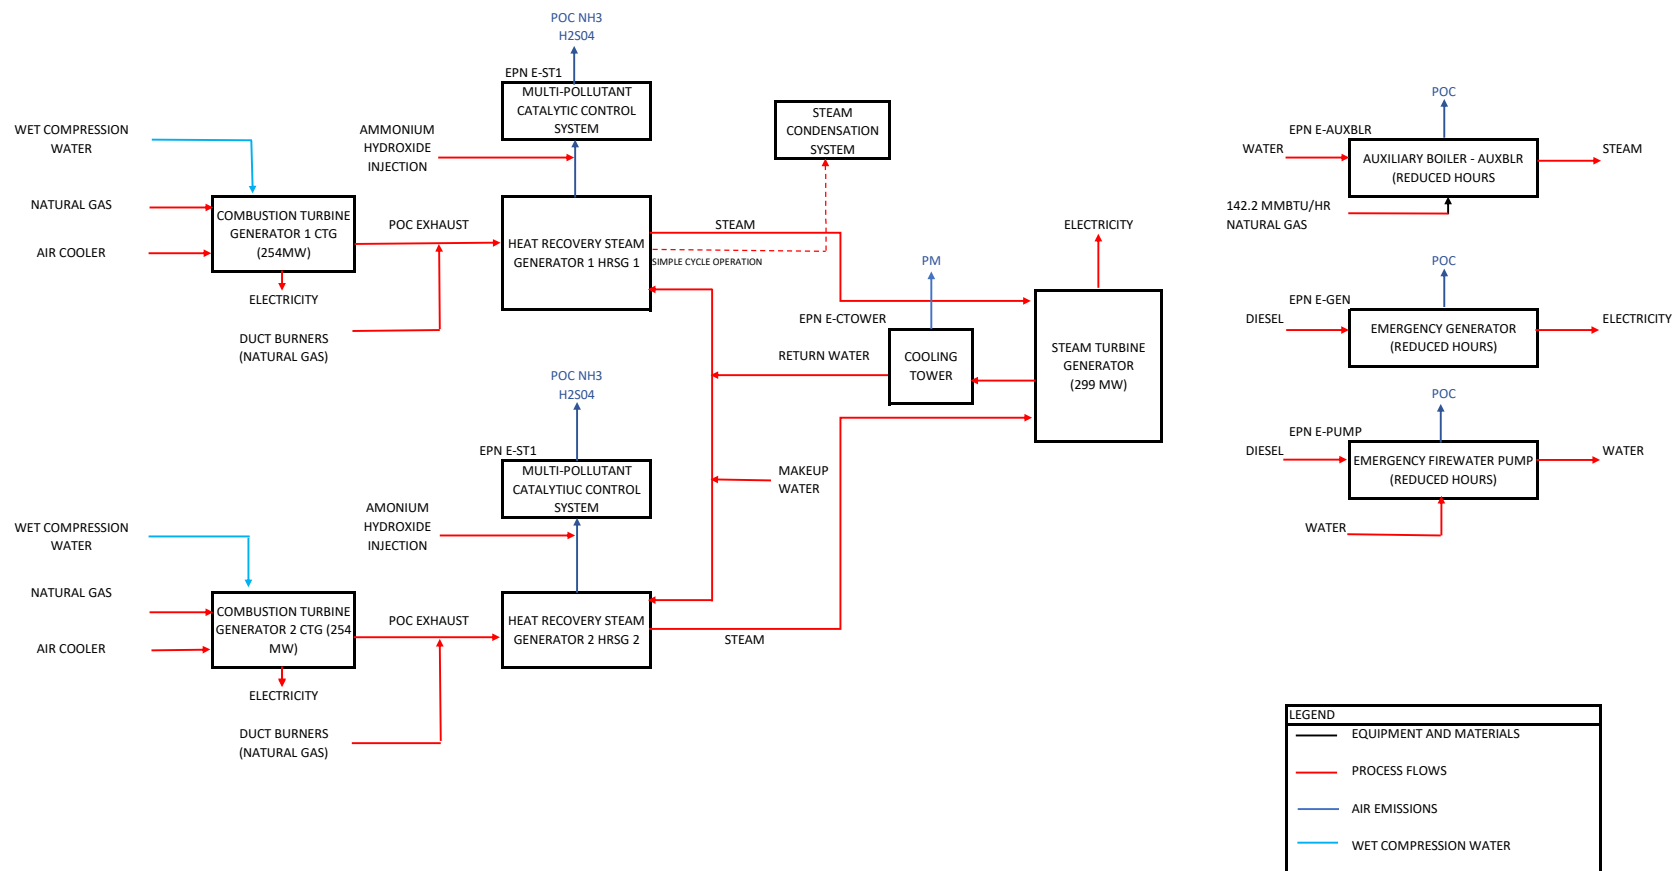 POC NH3
H2S04
EPN E-ST1
MULTI-POLLUTANT
CATALYTIC CONTROL
SYSTEM
WET COMPRESSION
WATER
AMMONIUM
HYDROXIDE
INJECTION
STEAM
CONDENSATION
SYSTEM
NATURAL GAS
AIR COOLER
COMBUSTION TURBINE
GENERATOR 1 CTG
(254MW)
POC EXHAUST
HEAT RECOVERY STEAM
GENERATOR 1 HRSG 1
STEAM
SIMPLE CYCLE OPERATION
ELECTRICITY
DUCT BURNERS
(NATURAL GAS)
ELECTRICITY
PM
EPN E-CTOWER
COOLING
TOWER
RETURN WATER
STEAM TURBINE
GENERATOR
(299 MW)
MAKEUP
WATER
POC NH3
H2S04
EPN E-ST1
MULTI-POLLUTANT
CATALYTIUC CONTROL
SYSTEM
AMONIUM
HYDROXIDE
INJECTION
WET COMPRESSION
WATER
NATURAL GAS
AIR COOLER
COMBUSTION TURBINE
GENERATOR 2 CTG (254
MW)
POC EXHAUST
HEAT RECOVERY STEAM
GENERATOR 2 HRSG 2
STEAM
ELECTRICITY
DUCT BURNERS
(NATURAL GAS)
POC
EPN E-AUXBLR
WATER
AUXILIARY BOILER - AUXBLR
(REDUCED HOURS
STEAM
142.2 MMBTU/HR
NATURAL GAS
POC
EPN E-GEN
DIESEL
EMERGENCY GENERATOR
(REDUCED HOURS)
ELECTRICITY
POC
EPN E-PUMP
DIESEL
EMERGENCY FIREWATER PUMP
(REDUCED HOURS)
WATER
WATER
LEGEND
EQUIPMENT AND MATERIALS
PROCESS FLOWS
AIR EMISSIONS
WET COMPRESSION WATER